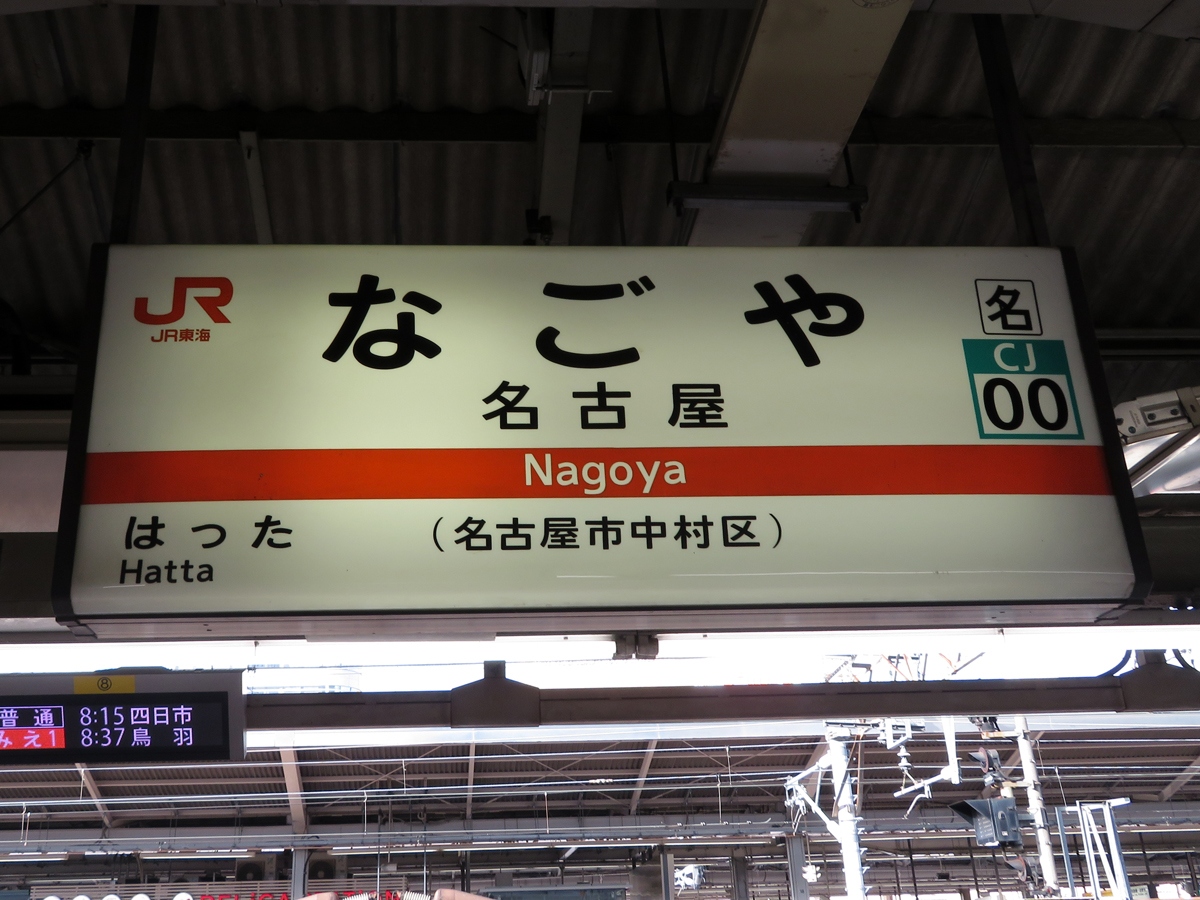 JR
JR東海
なごや
名古屋
名
CJ
00
Nagoya
はった
Hatta
（名古屋市中村区）
⑧
普通 8:15 四日市
みえ1 8:37 鳥羽